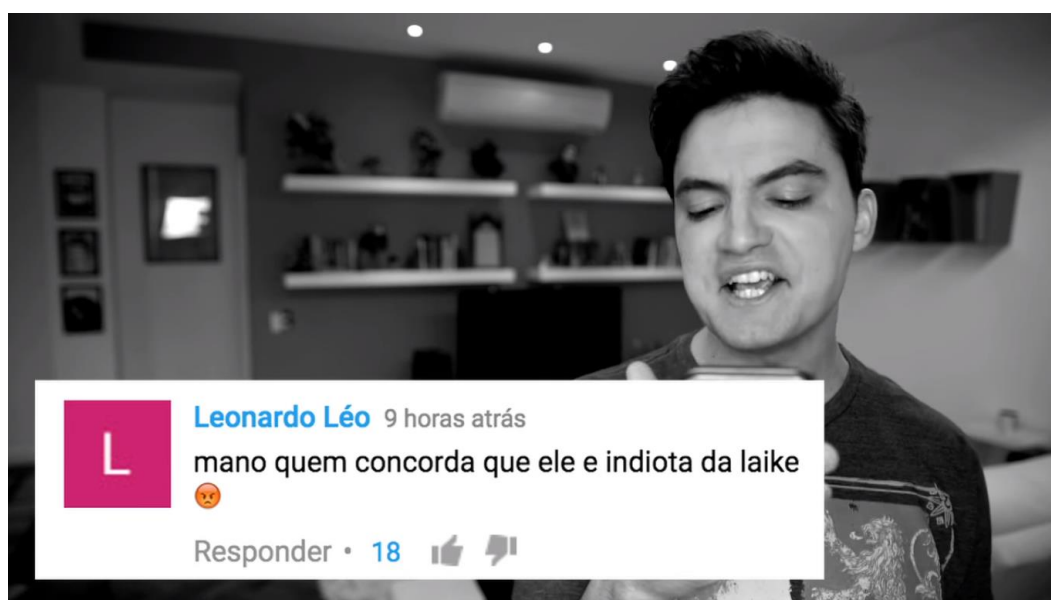 L
Leonardo Léo 9 horas atrás
mano quem concorda que ele e indiota da laike
😡
Responder • 18